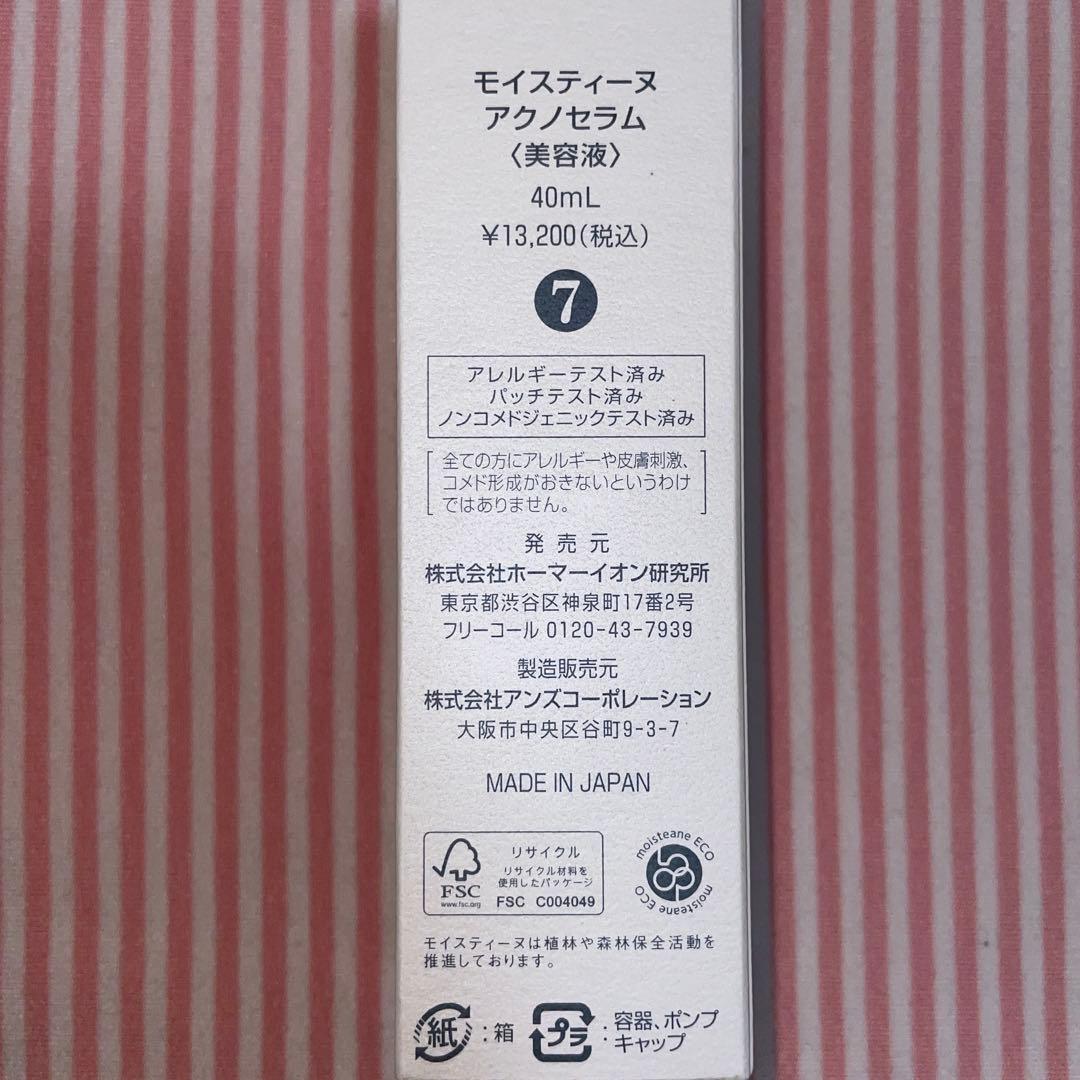 モイスティーヌ
アクノセラム
〈美容液〉
40mL
¥13,200(税込)
7
アレルギーテスト済み
パッチテスト済み
ノンコメドジェニックテスト済み
全ての方にアレルギーや皮膚刺激、
コメド形成がおきないというわけ
ではありません。
発売元
株式会社ホーマーイオン研究所
東京都渋谷区神泉町17番2号
フリーコール 0120-43-7939
製造販売元
株式会社アンズコーポレーション
大阪市中央区谷町9-3-7
MADE IN JAPAN
FSC
www.fsc.org
リサイクル
リサイクル材料を
使用したパッケージ
FSC C004049
moisteane ECO
moisteane ECO
モイスティーヌは植林や森林保全活動を
推進しております。
紙:箱
プラ:容器、ポンプ
キャップ